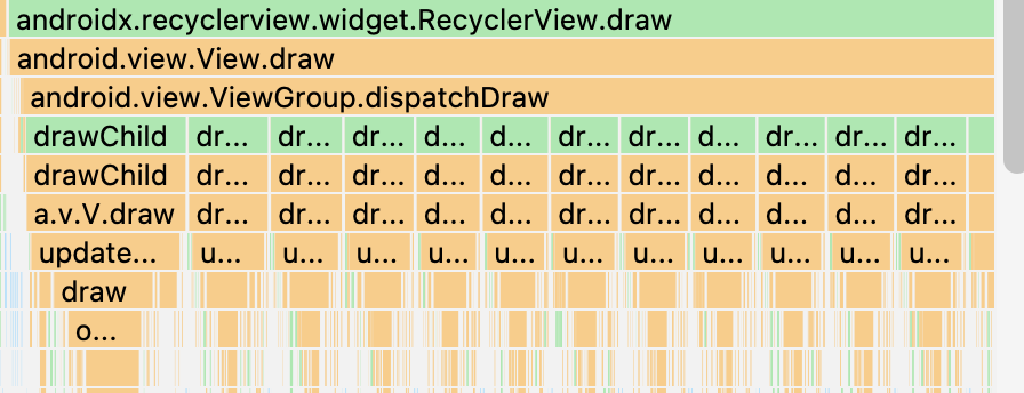 androidx.recyclerview.widget.RecyclerView.draw
android.view.View.draw
android.view.ViewGroup.dispatchDraw
drawChild dr... dr... dr... d... d... dr... dr... d... dr... dr... dr...
drawChild dr... dr... dr... d... d... dr... dr... d... d... d... dr...
a.v.V.draw dr... dr... dr... d... d... dr... dr... d... d... d... dr...
update... u... u... u... u... u... u... u... u... u... u... u...
draw
o...